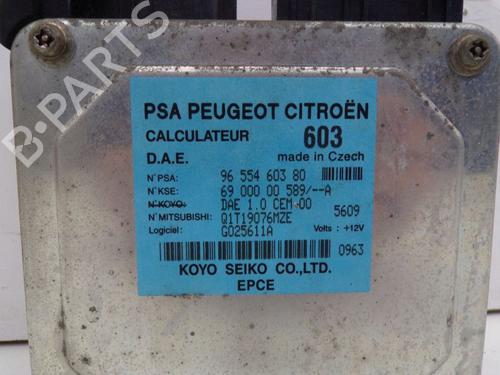 PSA PEUGEOT CITROËN
CALCULATEUR 603
D.A.E. made in Czech
N°PSA: 96 554 603 80
N°KSE: 69 000 00 589/--A
N°KOYO: DAE 1.0 CEM 00
N°MITSUBISHI: Q1T19076MZE 5609
Logiciel: G025611A Volts: +12V
0963
KOYO SEIKO CO.,LTD.
EPCE
B-PARTS